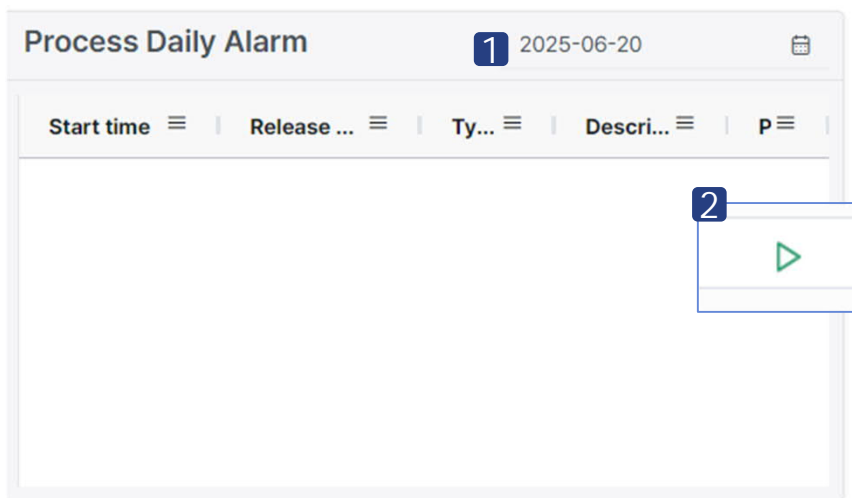 Process Daily Alarm
1 2025-06-20
Start time Release ... Ty... Descri... P
2